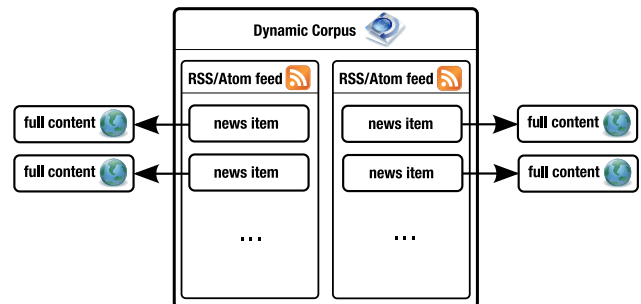 Dynamic Corpus
RSS/Atom feed RSS/Atom feed
full content news item news item full content
full content news item news item full content
... ...